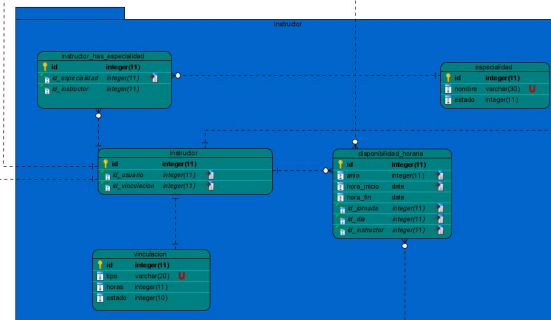 Instructor
instructor_has_especialidad
id integer(11)
id_especialidad integer(11)
id_instructor integer(11)
especialidad
id integer(11)
nombre varchar(30) U
estado integer(11)
instructor
id integer(11)
id_usuario integer(11)
id_vinculacion integer(11)
disponibilidad_horaria
id integer(11)
anio integer(11)
hora_inicio date
hora_fin date
id_jornada integer(11)
id_dia integer(11)
id_instructor integer(11)
vinculacion
id integer(11)
tipo varchar(20) U
horas integer(11)
estado integer(10)